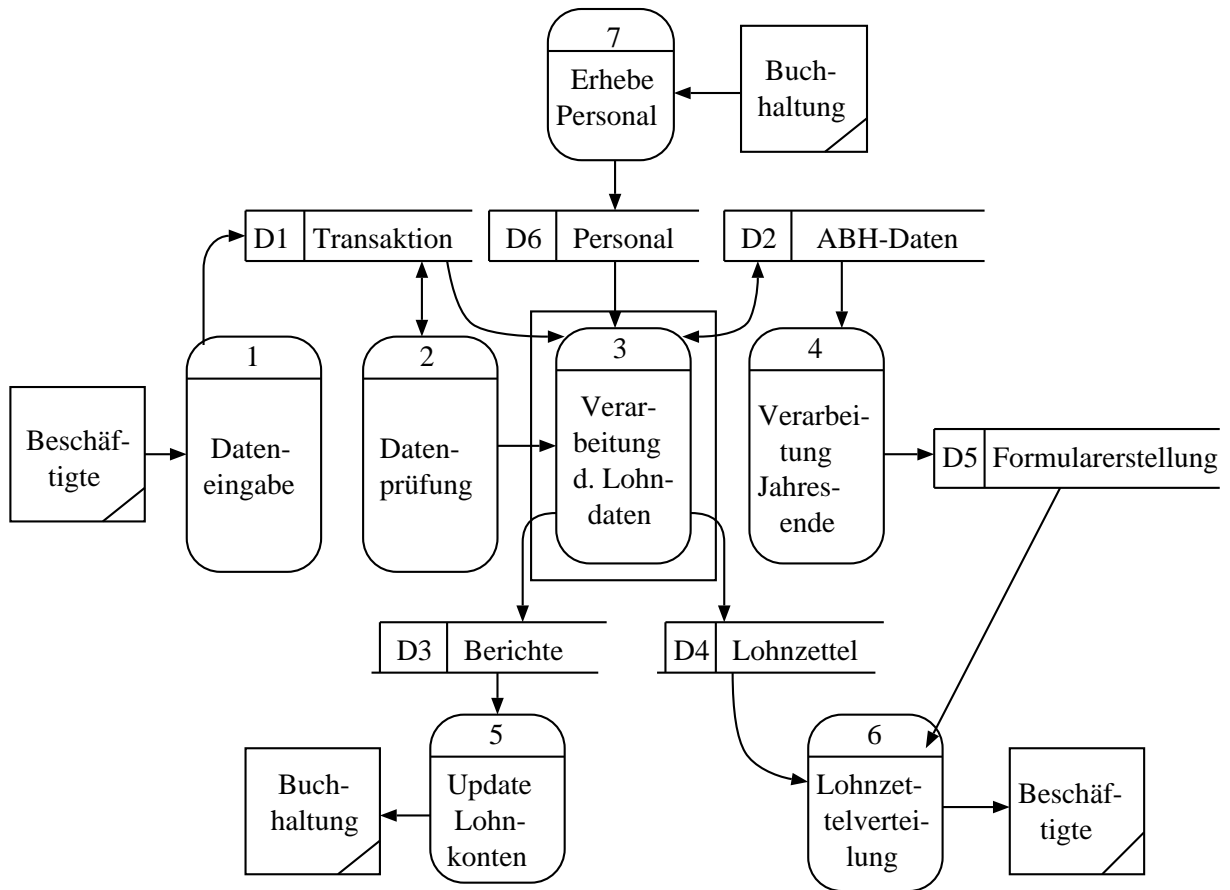 7
Erhebe
Personal
Buch-
haltung
D1 Transaktion
D6 Personal
D2 ABH-Daten
1
Daten-
eingabe
2
Daten-
prüfung
3
Verar-
beitung
d. Lohn-
daten
4
Verarbei-
tung
Jahres-
ende
Beschäf-
tigte
D5 Formularerstellung
D3 Berichte
D4 Lohnzettel
5
Update
Lohn-
konten
Buch-
haltung
6
Lohnzet-
telvertei-
lung
Beschäf-
tigte